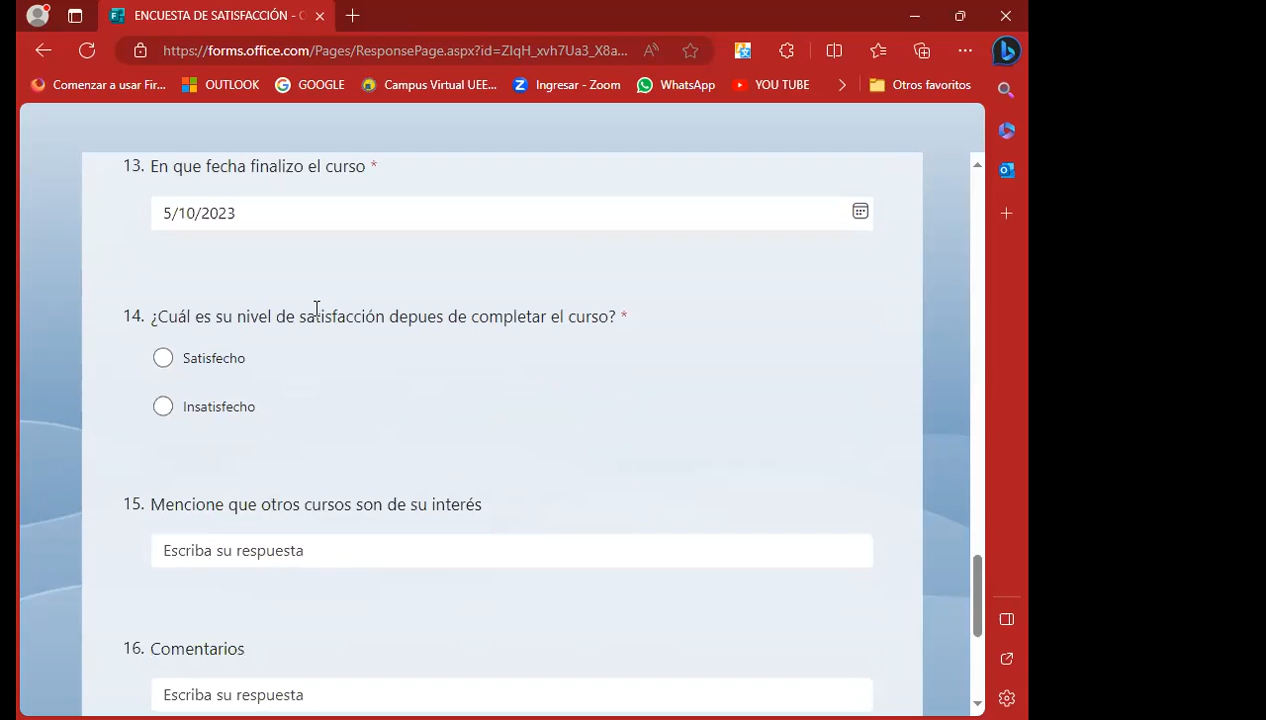 ENCUESTA DE SATISFACCIÓN - C
https://forms.office.com/Pages/ResponsePage.aspx?id=ZIqH_xvh7Ua3_X8a...
Comenzar a usar Fir...
OUTLOOK
GOOGLE
Campus Virtual UEE...
Ingresar - Zoom
WhatsApp
YOU TUBE
Otros favoritos
13. En que fecha finalizo el curso *
5/10/2023
14. ¿Cuál es su nivel de satisfacción depues de completar el curso? *
Satisfecho
Insatisfecho
15. Mencione que otros cursos son de su interés
Escriba su respuesta
16. Comentarios
Escriba su respuesta